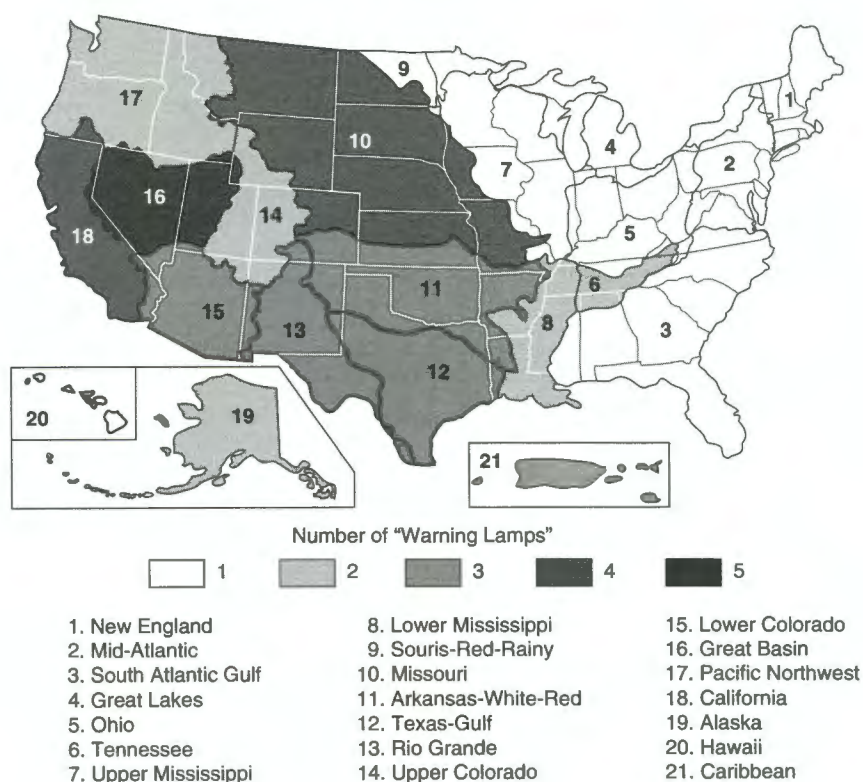 9
17
1
10
4
2
7
16
14
5
18
6
11
15
8
13
3
12
19
20
21
Number of "Warning Lamps"
1 2 3 4 5
1. New England
2. Mid-Atlantic
3. South Atlantic Gulf
4. Great Lakes
5. Ohio
6. Tennessee
7. Upper Mississippi
8. Lower Mississippi
9. Souris-Red-Rainy
10. Missouri
11. Arkansas-White-Red
12. Texas-Gulf
13. Rio Grande
14. Upper Colorado
15. Lower Colorado
16. Great Basin
17. Pacific Northwest
18. California
19. Alaska
20. Hawaii
21. Caribbean